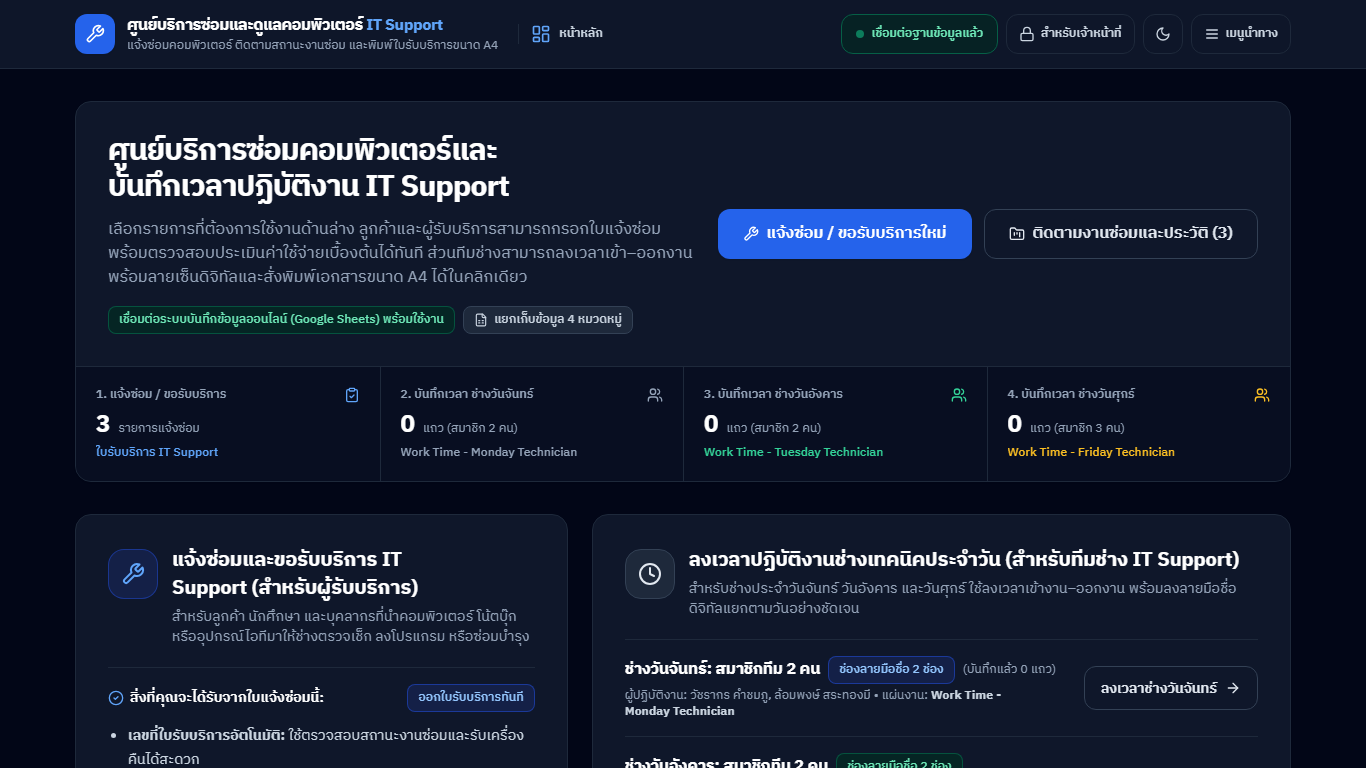 ศูนย์บริการซ่อมและดูแลคอมพิวเตอร์ IT Support
แจ้งซ่อมคอมพิวเตอร์ ติดตามสถานะงานซ่อม และพิมพ์ใบรับบริการขนาด A4
หน้าหลัก
เชื่อมต่อฐานข้อมูลแล้ว
สำหรับเจ้าหน้าที่
เมนูนำทาง
ศูนย์บริการซ่อมคอมพิวเตอร์และ
บันทึกเวลาปฏิบัติงาน IT Support
เลือกรายการที่ต้องการใช้งานด้านล่าง ลูกค้าและผู้รับบริการสามารถกรอกใบแจ้งซ่อม
พร้อมตรวจสอบประเมินค่าใช้จ่ายเบื้องต้นได้ทันที ส่วนทีมช่างสามารถลงเวลาเข้า–ออกงาน
พร้อมลายเซ็นดิจิทัลและสั่งพิมพ์เอกสารขนาด A4 ได้ในคลิกเดียว
แจ้งซ่อม / ขอรับบริการใหม่
ติดตามงานซ่อมและประวัติ (3)
เชื่อมต่อระบบบันทึกข้อมูลออนไลน์ (Google Sheets) พร้อมใช้งาน
แยกเก็บข้อมูล 4 หมวดหมู่
1. แจ้งซ่อม / ขอรับบริการ
3 รายการแจ้งซ่อม
ใบรับบริการ IT Support
2. บันทึกเวลา ช่างวันจันทร์
0 แถว (สมาชิก 2 คน)
Work Time - Monday Technician
3. บันทึกเวลา ช่างวันอังคาร
0 แถว (สมาชิก 2 คน)
Work Time - Tuesday Technician
4. บันทึกเวลา ช่างวันศุกร์
0 แถว (สมาชิก 3 คน)
Work Time - Friday Technician
แจ้งซ่อมและขอรับบริการ IT
Support (สำหรับผู้รับบริการ)
สำหรับลูกค้า นักศึกษา และบุคลากรที่นำคอมพิวเตอร์ โน้ตบุ๊ก
หรืออุปกรณ์ไอทีมาให้ช่างตรวจเช็ก ลงโปรแกรม หรือซ่อมบำรุง
สิ่งที่คุณจะได้รับจากใบแจ้งซ่อมนี้:
ออกใบรับบริการทันที
• เลขที่ใบรับบริการอัตโนมัติ: ใช้ตรวจสอบสถานะงานซ่อมและรับเครื่อง
คืนได้สะดวก
ลงเวลาปฏิบัติงานช่างเทคนิคประจำวัน (สำหรับทีมช่าง IT Support)
สำหรับช่างประจำวันจันทร์ วันอังคาร และวันศุกร์ ใช้ลงเวลาเข้างาน–ออกงาน พร้อมลงลายมือชื่อ
ดิจิทัลแยกตามวันอย่างชัดเจน
ช่างวันจันทร์: สมาชิกทีม 2 คน
ช่องลายมือชื่อ 2 ช่อง
(บันทึกแล้ว 0 แถว)
ผู้ปฏิบัติงาน: วัชรากร คำชมภู, ล้อมพงษ์ สระทองมี • แผ่นงาน: Work Time -
Monday Technician
ลงเวลาช่างวันจันทร์
ช่างวันอังคาร: สมาชิกทีม 2 คน
ช่องลายมือชื่อ 2 ช่อง